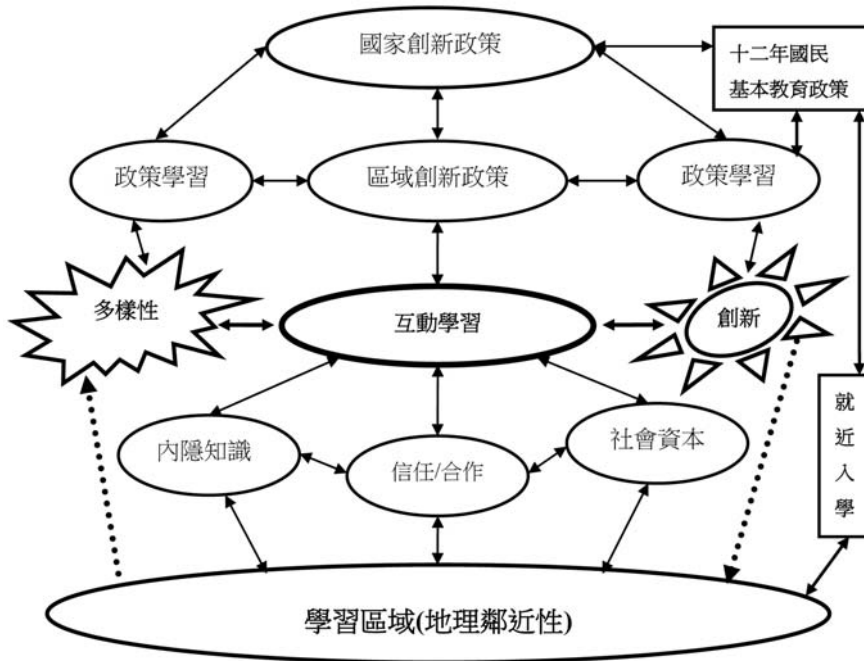 國家創新政策
十二年國民
基本教育政策
政策學習
區域創新政策
政策學習
多樣性
互動學習
創新
就
近
入
學
內隱知識
信任/合作
社會資本
學習區域(地理鄰近性)